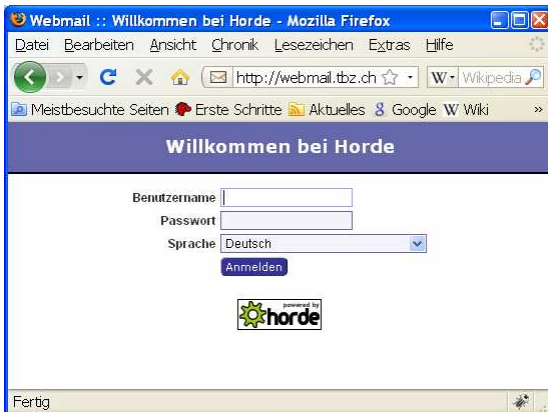 Webmail :: Willkommen bei Horde - Mozilla Firefox
Datei Bearbeiten Ansicht Chronik Lesezeichen Extras Hilfe
http://webmail.tbz.ch W Wikipedia
Meistbesuchte Seiten Erste Schritte Aktuelles Google W Wiki »
Willkommen bei Horde
Benutzername
Passwort
Sprache Deutsch
Anmelden
powered by
horde
Fertig